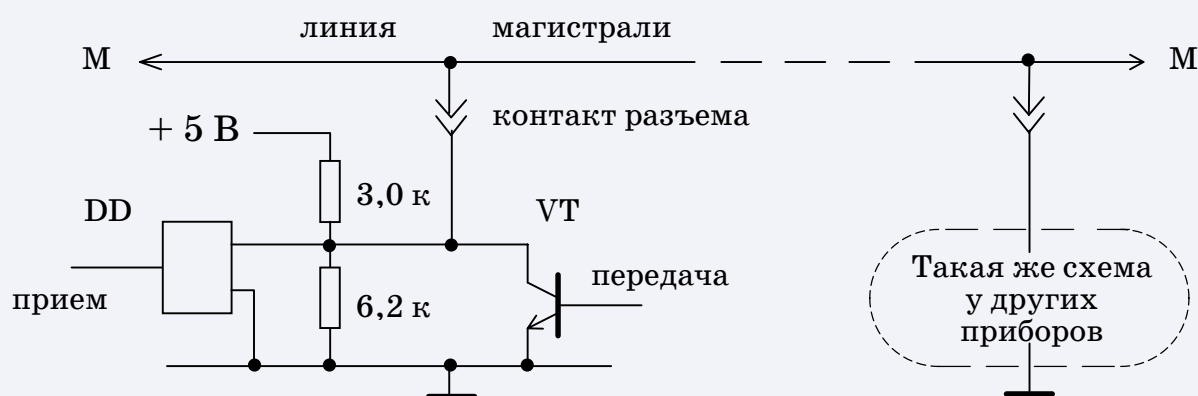 линия магистрали
М М
контакт разъема
+ 5 В
3,0 к
DD VT
передача
прием
6,2 к
Такая же схема
у других
приборов